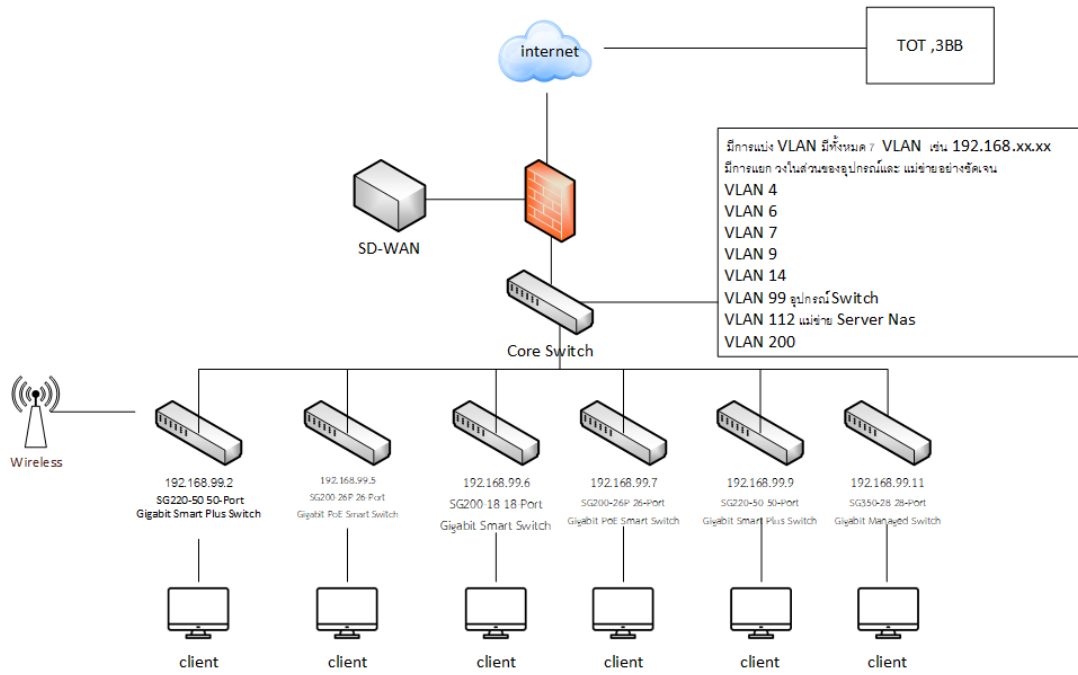 internet
TOT ,3BB
มีการแบ่ง VLAN มีทั้งหมด 7 VLAN เช่น 192.168.xx.xx
มีการแยก วงในส่วนของอุปกรณ์และ แม่ข่ายอย่างชัดเจน
VLAN 4
VLAN 6
VLAN 7
VLAN 9
VLAN 14
VLAN 99 อุปกรณ์ Switch
VLAN 112 แม่ข่าย Server Nas
VLAN 200
SD-WAN
Core Switch
Wireless
192.168.99.2
SG220-50 50-Port
Gigabit Smart Plus Switch
192.168.99.5
SG200-26P 26-Port
Gigabit PoE Smart Switch
192.168.99.6
SG200-18 18-Port
Gigabit Smart Switch
192.168.99.7
SG200-26P 26-Port
Gigabit PoE Smart Switch
192.168.99.9
SG220-50 50-Port
Gigabit Smart Plus Switch
192.168.99.11
SG350-28 28-Port
Gigabit Managed Switch
client
client
client
client
client
client